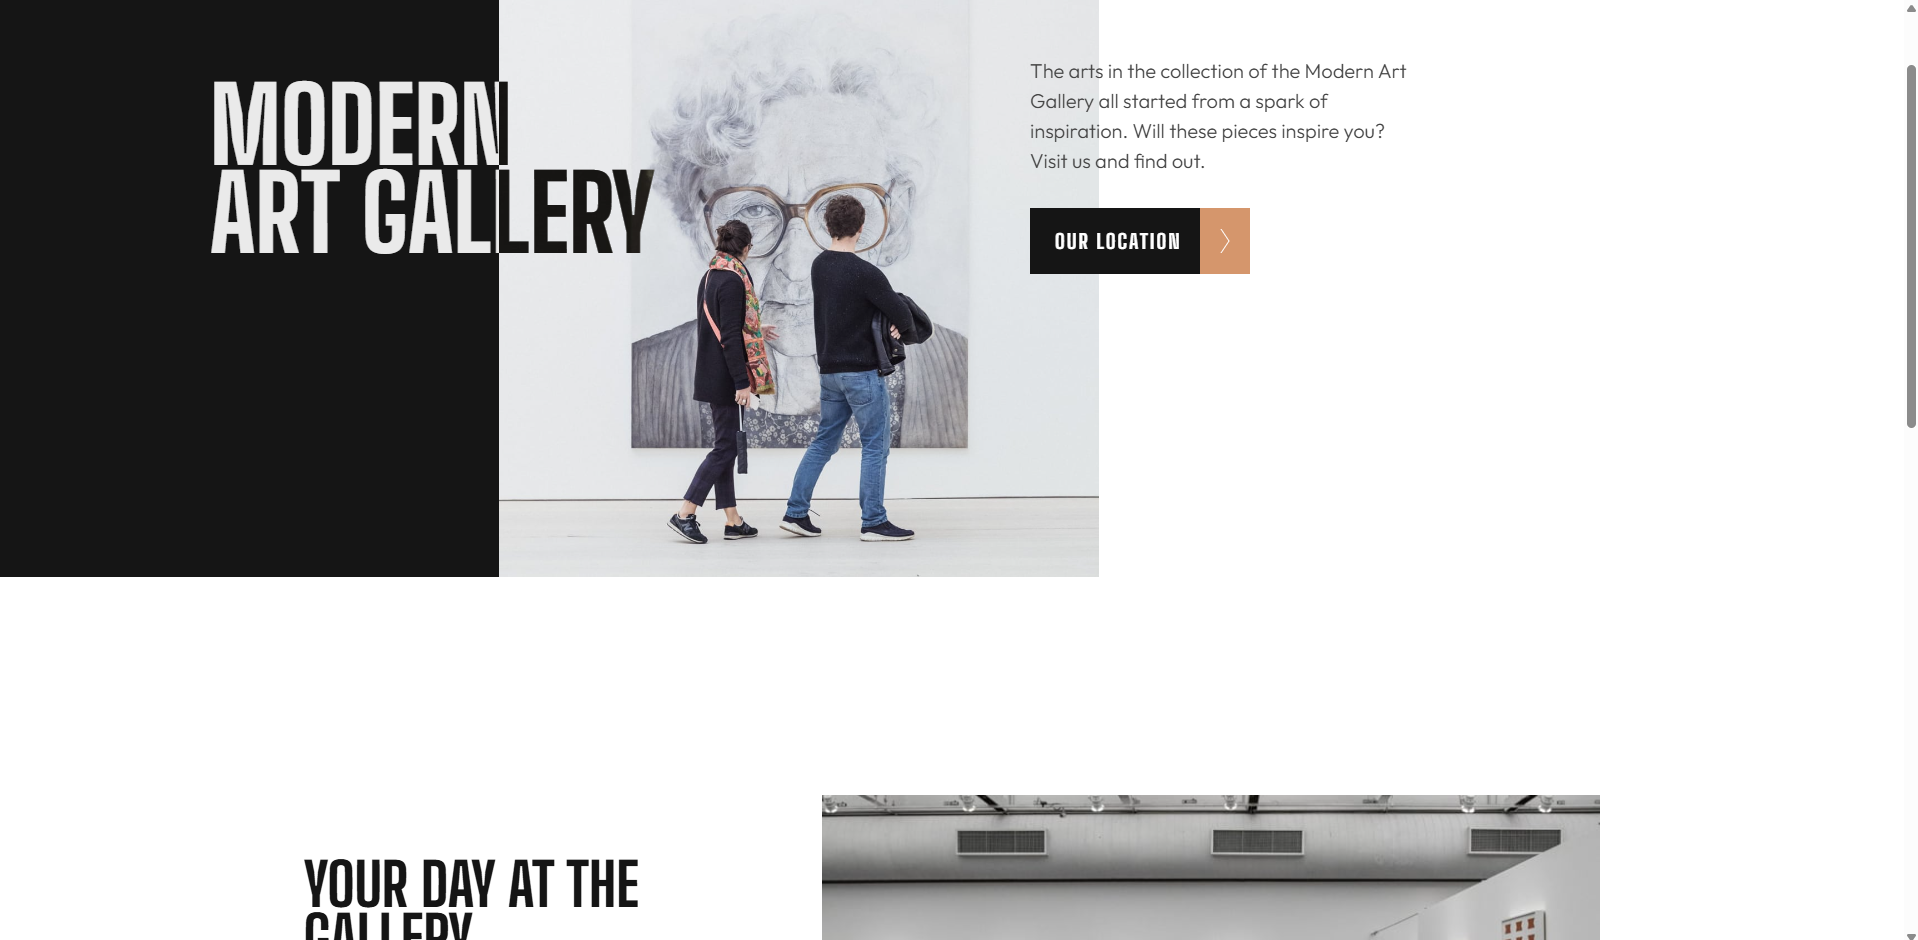 MODERN
ART GALLERY
The arts in the collection of the Modern Art
Gallery all started from a spark of
inspiration. Will these pieces inspire you?
Visit us and find out.
OUR LOCATION
YOUR DAY AT THE
GALLERY